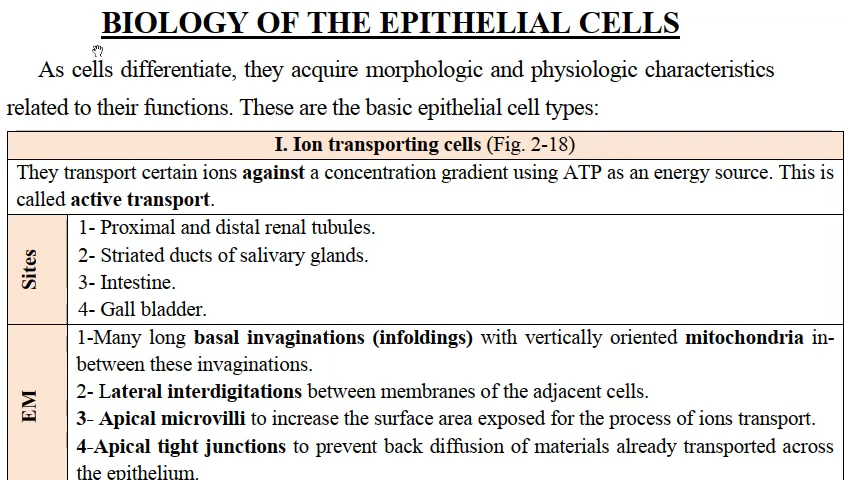 BIOLOGY OF THE EPITHELIAL CELLS
As cells differentiate, they acquire morphologic and physiologic characteristics
related to their functions. These are the basic epithelial cell types:
I. Ion transporting cells (Fig. 2-18)
They transport certain ions against a concentration gradient using ATP as an energy source. This is
called active transport.
Sites
1- Proximal and distal renal tubules.
2- Striated ducts of salivary glands.
3- Intestine.
4- Gall bladder.
EM
1-Many long basal invaginations (infoldings) with vertically oriented mitochondria in-
between these invaginations.
2- Lateral interdigitations between membranes of the adjacent cells.
3- Apical microvilli to increase the surface area exposed for the process of ions transport.
4-Apical tight junctions to prevent back diffusion of materials already transported across
the epithelium.